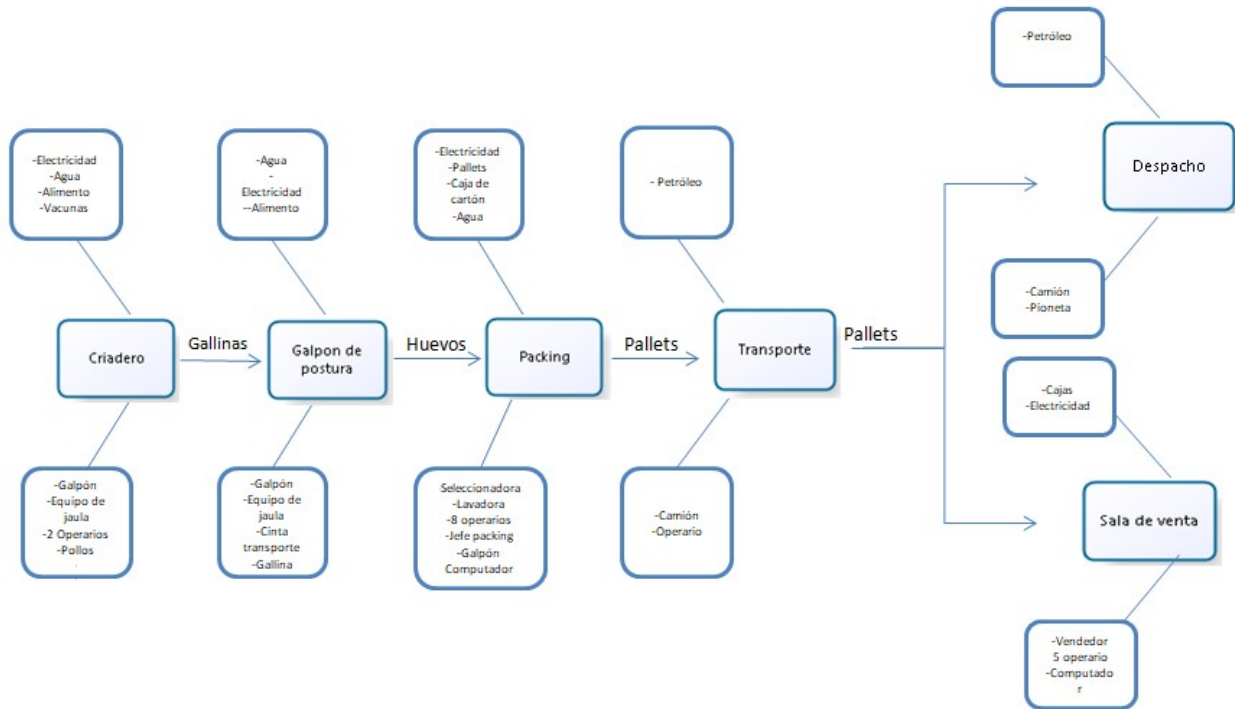 -Petróleo
Despacho
-Camión
-Pioneta
-Electricidad
-Agua
-Alimento
-Vacunas
-Agua
-
Electricidad
--Alimento
-Electricidad
-Pallets
-Caja de
cartón
-Agua
- Petróleo
Criadero
Gallinas
Galpon de
postura
Huevos
Packing
Pallets
Transporte
Pallets
-Cajas
-Electricidad
-Galpón
-Equipo de
jaula
-2 Operarios
-Pollos
.
-Galpón
-Equipo de
jaula
-Cinta
transporte
-Gallina
Seleccionadora
-Lavadora
-8 operarios
-Jefe packing
-Galpón
Computador
-Camión
-Operario
Sala de venta
-Vendedor
5 operario
-Computado
r